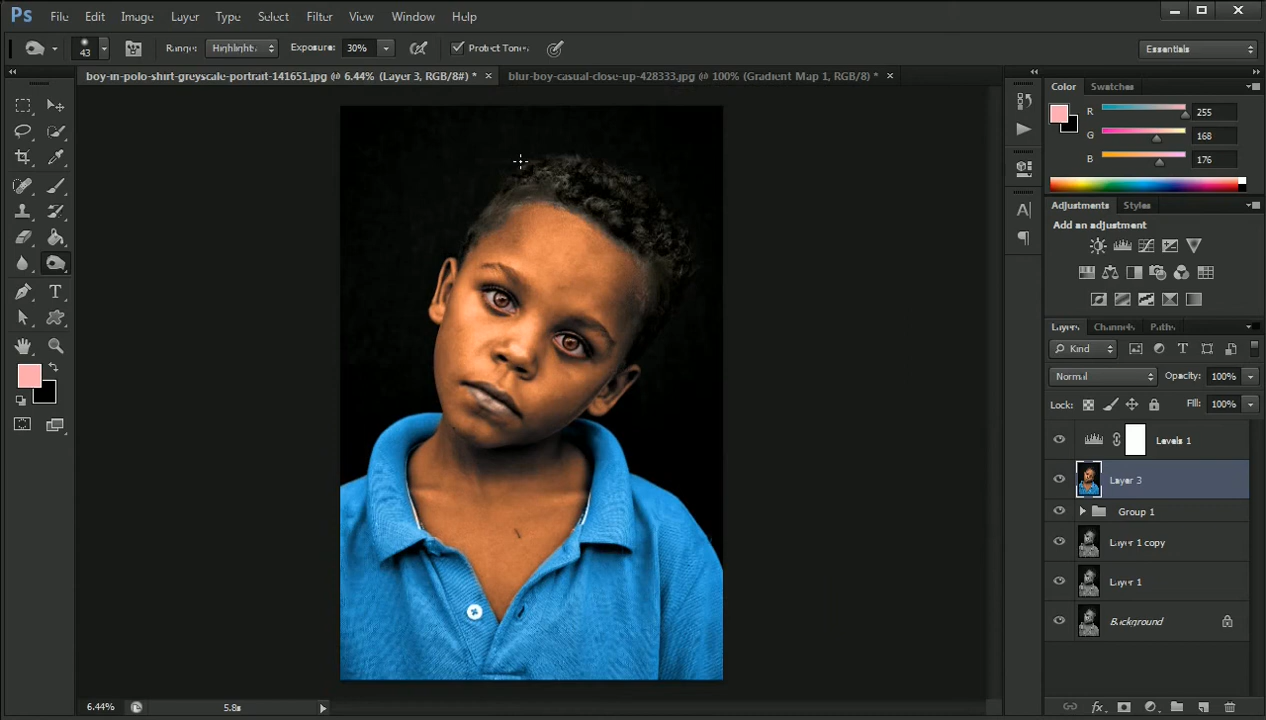 Ps File Edit Image Layer Type Select Filter View Window Help
43 Range: Highlights Exposure: 30% Protect Tones Essentials
boy-in-polo-shirt-greyscale-portrait-141651.jpg @ 6.44% (Layer 3, RGB/8#) * × blur-boy-casual-close-up-428333.jpg @ 100% (Gradient Map 1, RGB/8) * ×
Color Swatches
R 255
G 168
B 176
Adjustments Styles
Add an adjustment
Layers Channels Paths
Kind
Normal Opacity: 100%
Lock: Fill: 100%
Levels 1
Layer 3
Group 1
Layer 1 copy
Layer 1
Background
6.44% 5.8s